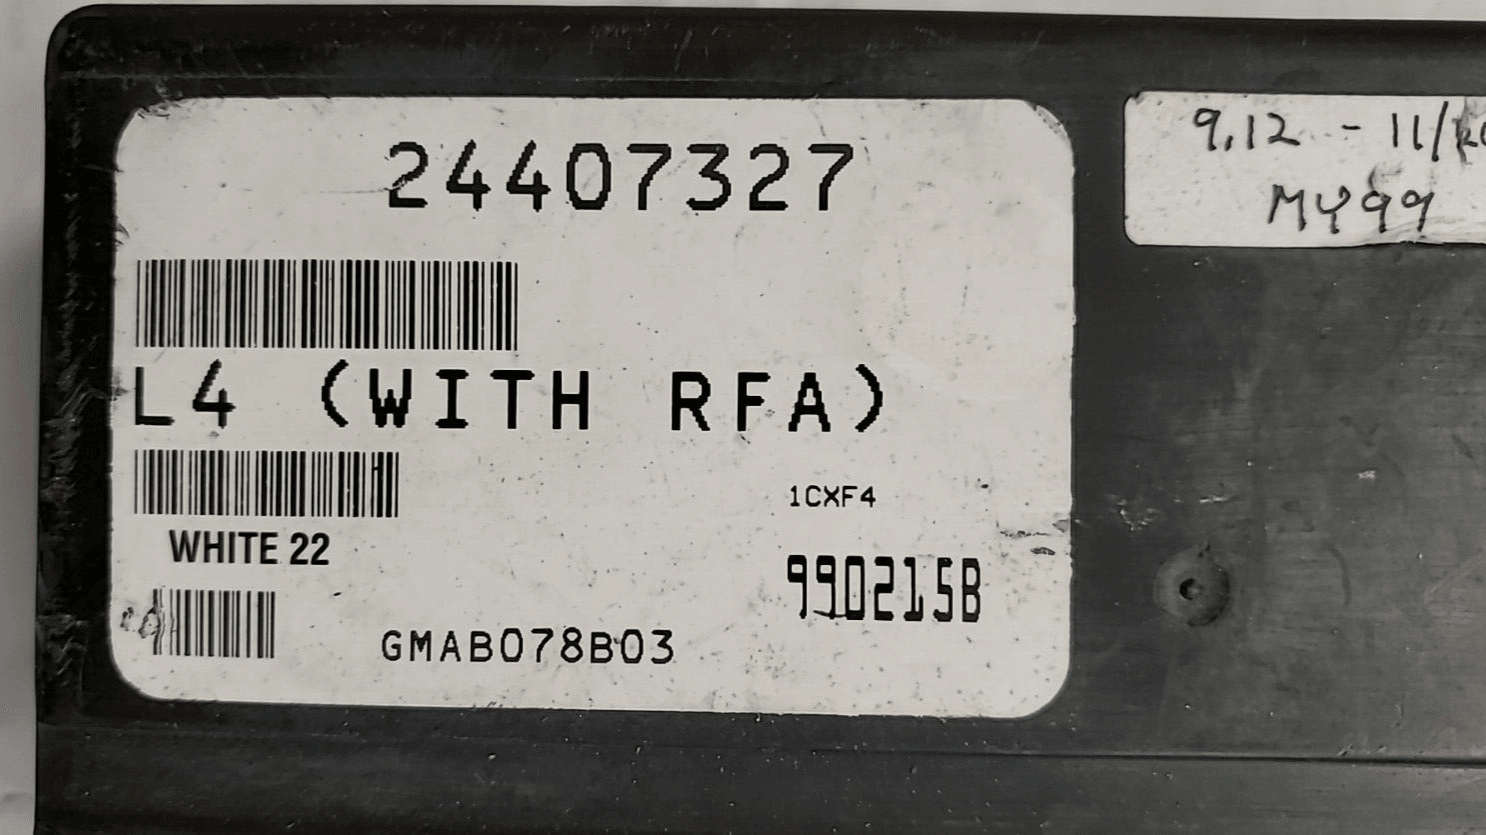 24407327
9,12 - 11/
MY99
L4 (WITH RFA)
1CXF4
WHITE 22
990215B
GMAB078B03